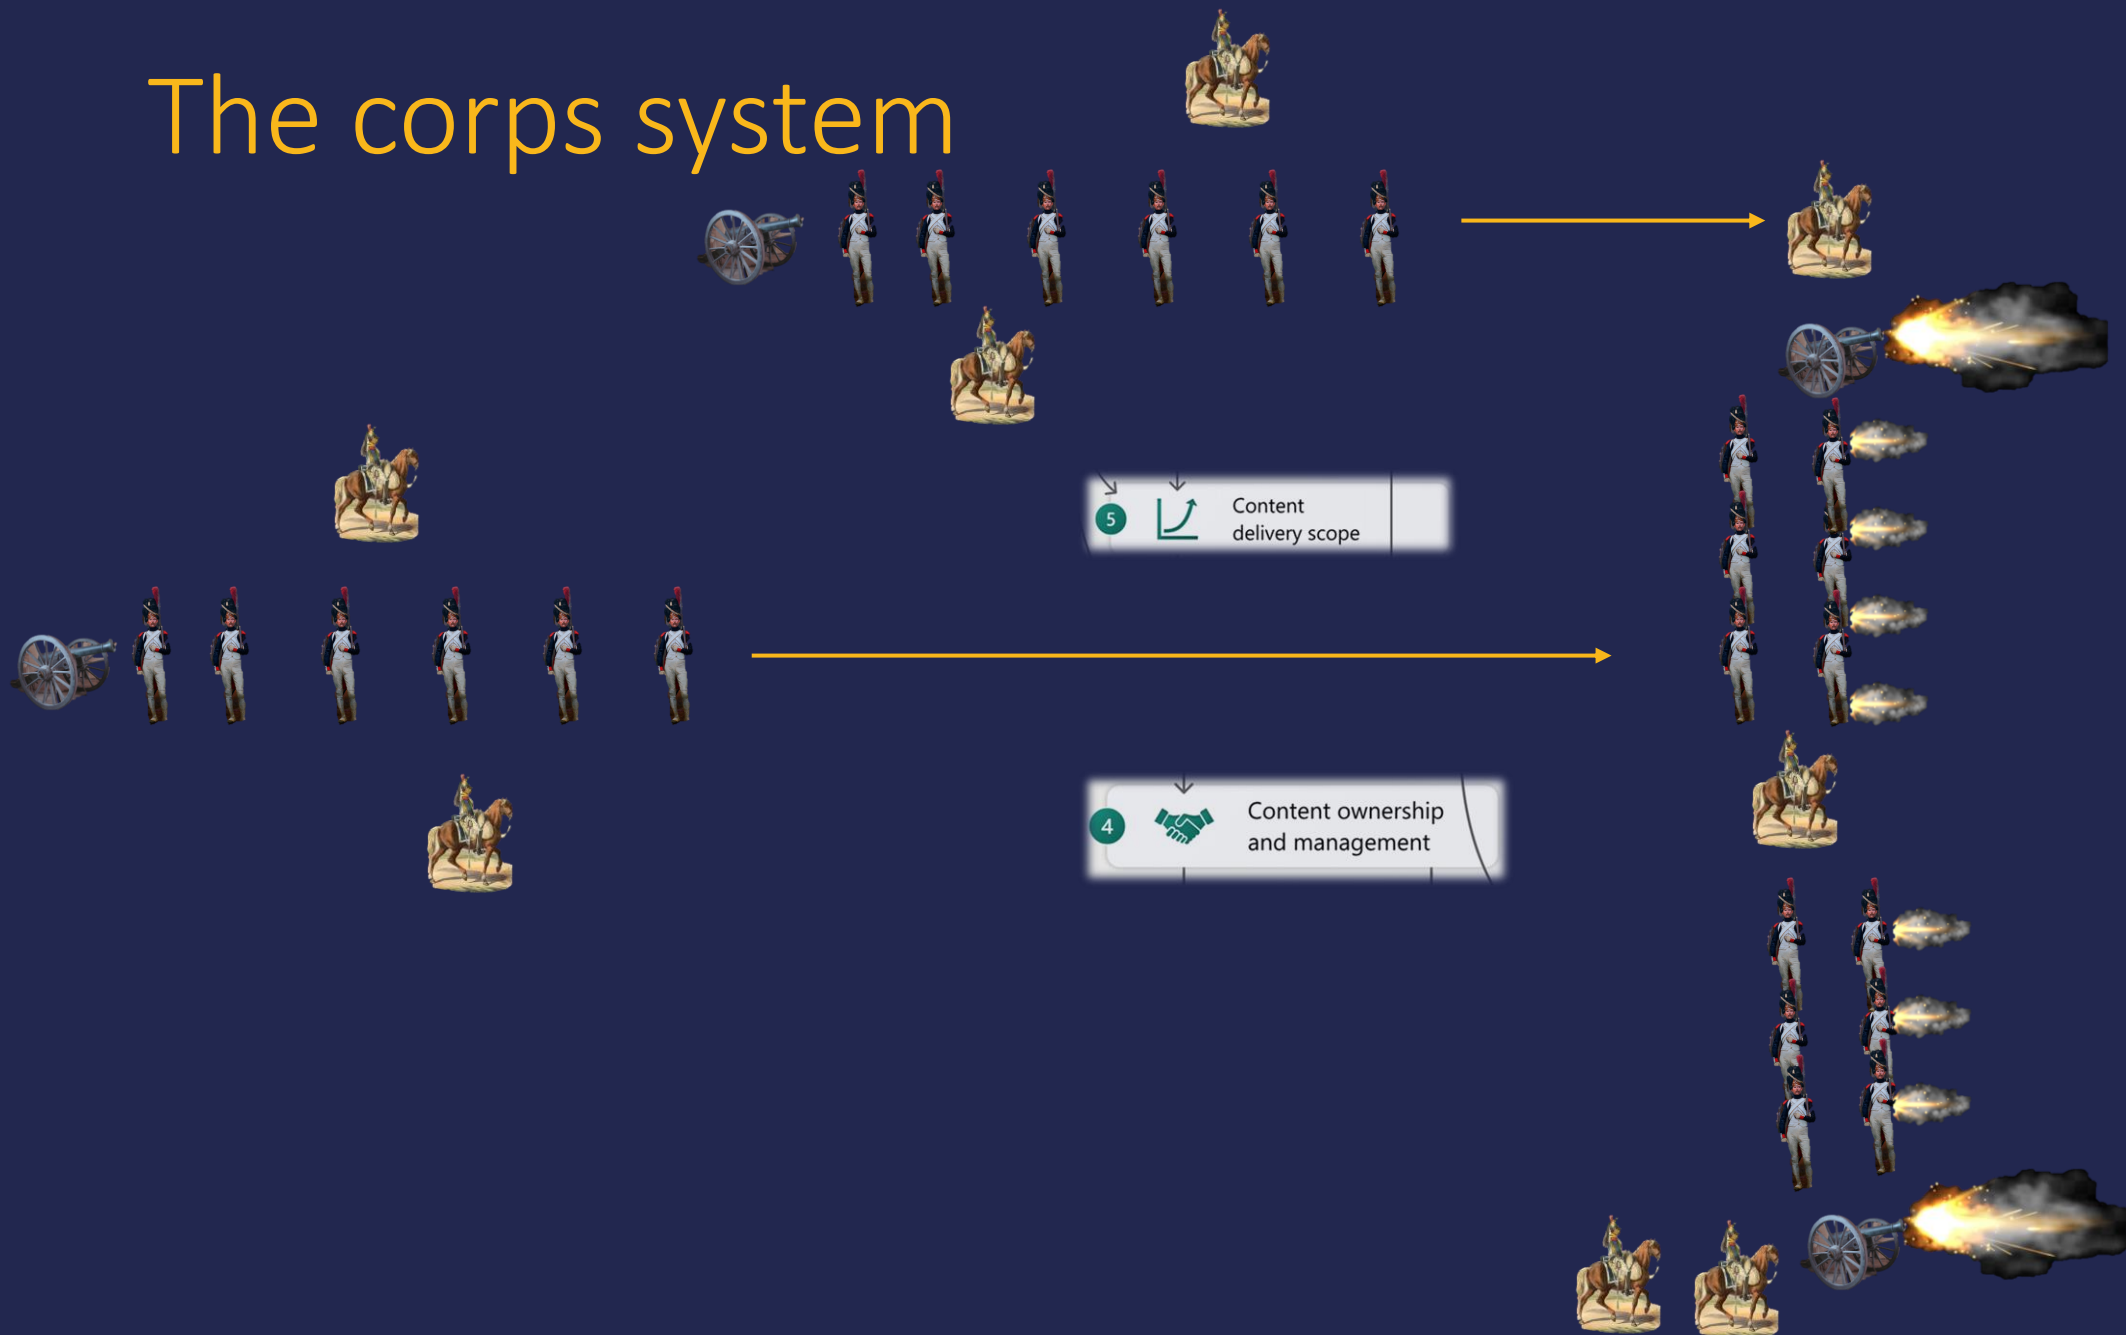 The corps system
5
Content
delivery scope
4
Content ownership
and management